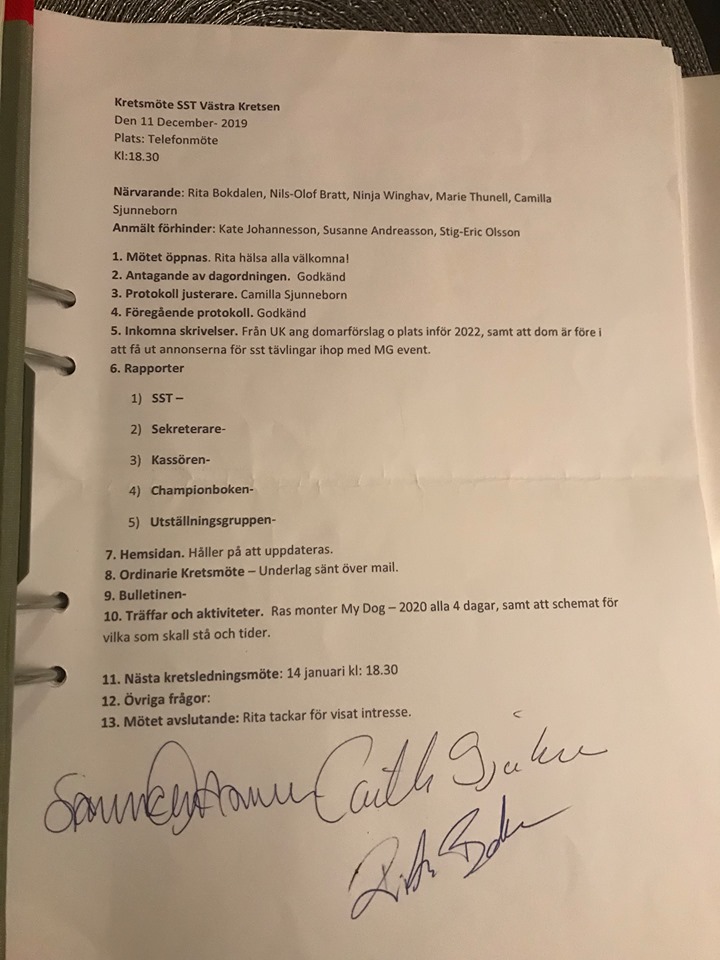 Kretsmöte SST Västra Kretsen
Den 11 December- 2019
Plats: Telefonmöte
Kl:18.30
Närvarande: Rita Bokdalen, Nils-Olof Bratt, Ninja Winghav, Marie Thunell, Camilla
Sjunneborn
Anmält förhinder: Kate Johannesson, Susanne Andreasson, Stig-Eric Olsson
1. Mötet öppnas. Rita hälsa alla välkomna!
2. Antagande av dagordningen. Godkänd
3. Protokoll justerare. Camilla Sjunneborn
4. Föregående protokoll. Godkänd
5. Inkomna skrivelser. Från UK ang domarförslag o plats inför 2022, samt att dom är före i
att få ut annonserna för sst tävlingar ihop med MG event.
6. Rapporter
1) SST –
2) Sekreterare-
3) Kassören-
4) Championboken-
5) Utställningsgruppen-
7. Hemsidan. Håller på att uppdateras.
8. Ordinarie Kretsmöte – Underlag sänt över mail.
9. Bulletinen-
10. Träffar och aktiviteter. Ras monter My Dog – 2020 alla 4 dagar, samt att schemat för
vilka som skall stå och tider.
11. Nästa kretsledningsmöte: 14 januari kl: 18.30
12. Övriga frågor:
13. Mötet avslutande: Rita tackar för visat intresse.